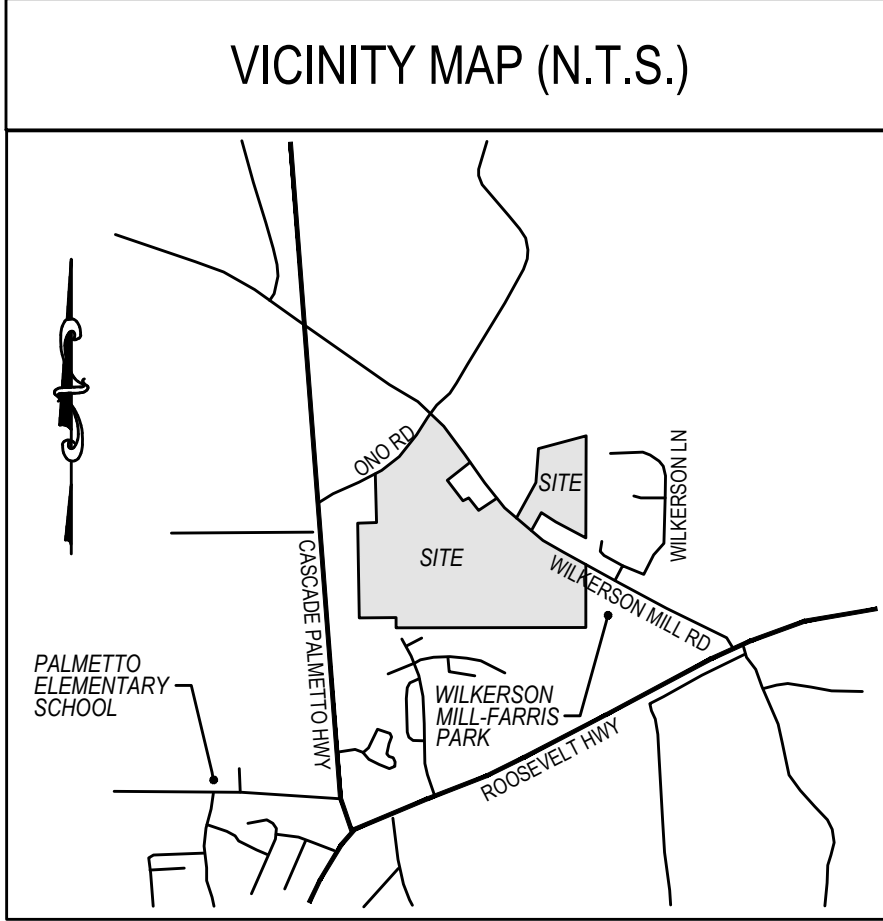 VICINITY MAP (N.T.S.)
ONO RD
SITE
WILKERSON LN
SITE
CASCADE PALMETTO HWY
WILKERSON MILL RD
PALMETTO
ELEMENTARY
SCHOOL
WILKERSON
MILL-FARRIS
PARK
ROOSEVELT HWY